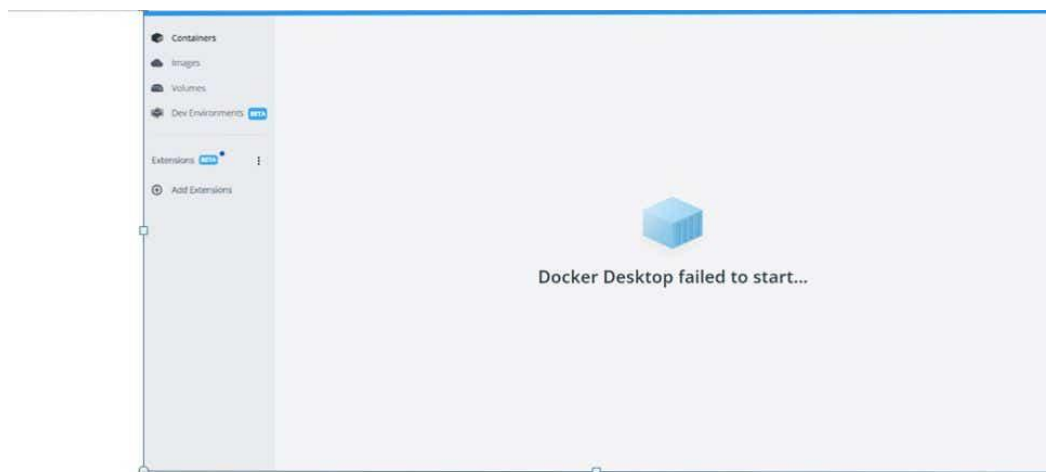 Containers
Images
Volumes
Dev Environments BETA
Extensions BETA
Add Extensions
Docker Desktop failed to start...